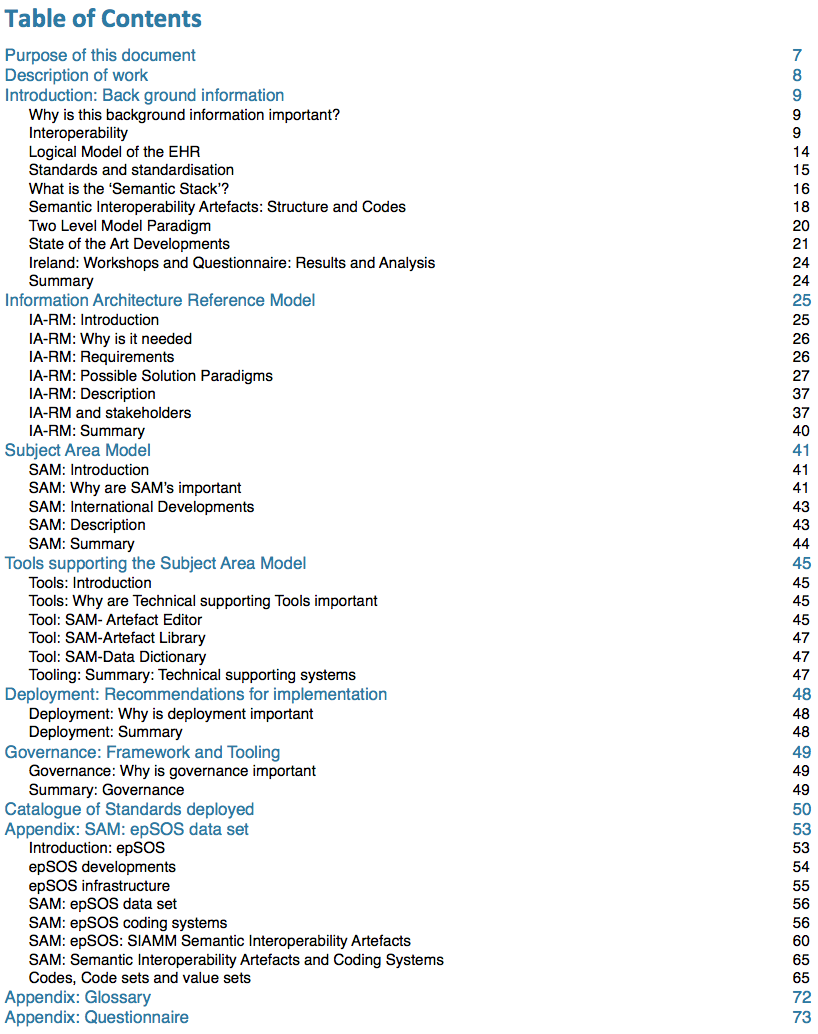 Table of Contents
Purpose of this document 7
Description of work 8
Introduction: Back ground information 9
Why is this background information important? 9
Interoperability 9
Logical Model of the EHR 14
Standards and standardisation 15
What is the ‘Semantic Stack’? 16
Semantic Interoperability Artefacts: Structure and Codes 18
Two Level Model Paradigm 20
State of the Art Developments 21
Ireland: Workshops and Questionnaire: Results and Analysis 24
Summary 24
Information Architecture Reference Model 25
IA-RM: Introduction 25
IA-RM: Why is it needed 26
IA-RM: Requirements 26
IA-RM: Possible Solution Paradigms 27
IA-RM: Description 37
IA-RM and stakeholders 37
IA-RM: Summary 40
Subject Area Model 41
SAM: Introduction 41
SAM: Why are SAM’s important 41
SAM: International Developments 43
SAM: Description 43
SAM: Summary 44
Tools supporting the Subject Area Model 45
Tools: Introduction 45
Tools: Why are Technical supporting Tools important 45
Tool: SAM- Artefact Editor 45
Tool: SAM-Artefact Library 47
Tool: SAM-Data Dictionary 47
Tooling: Summary: Technical supporting systems 47
Deployment: Recommendations for implementation 48
Deployment: Why is deployment important 48
Deployment: Summary 48
Governance: Framework and Tooling 49
Governance: Why is governance important 49
Summary: Governance 49
Catalogue of Standards deployed 50
Appendix: SAM: epSOS data set 53
Introduction: epSOS 53
epSOS developments 54
epSOS infrastructure 55
SAM: epSOS data set 56
SAM: epSOS coding systems 56
SAM: epSOS: SIAMM Semantic Interoperability Artefacts 60
SAM: Semantic Interoperability Artefacts and Coding Systems 65
Codes, Code sets and value sets 65
Appendix: Glossary 72
Appendix: Questionnaire 73